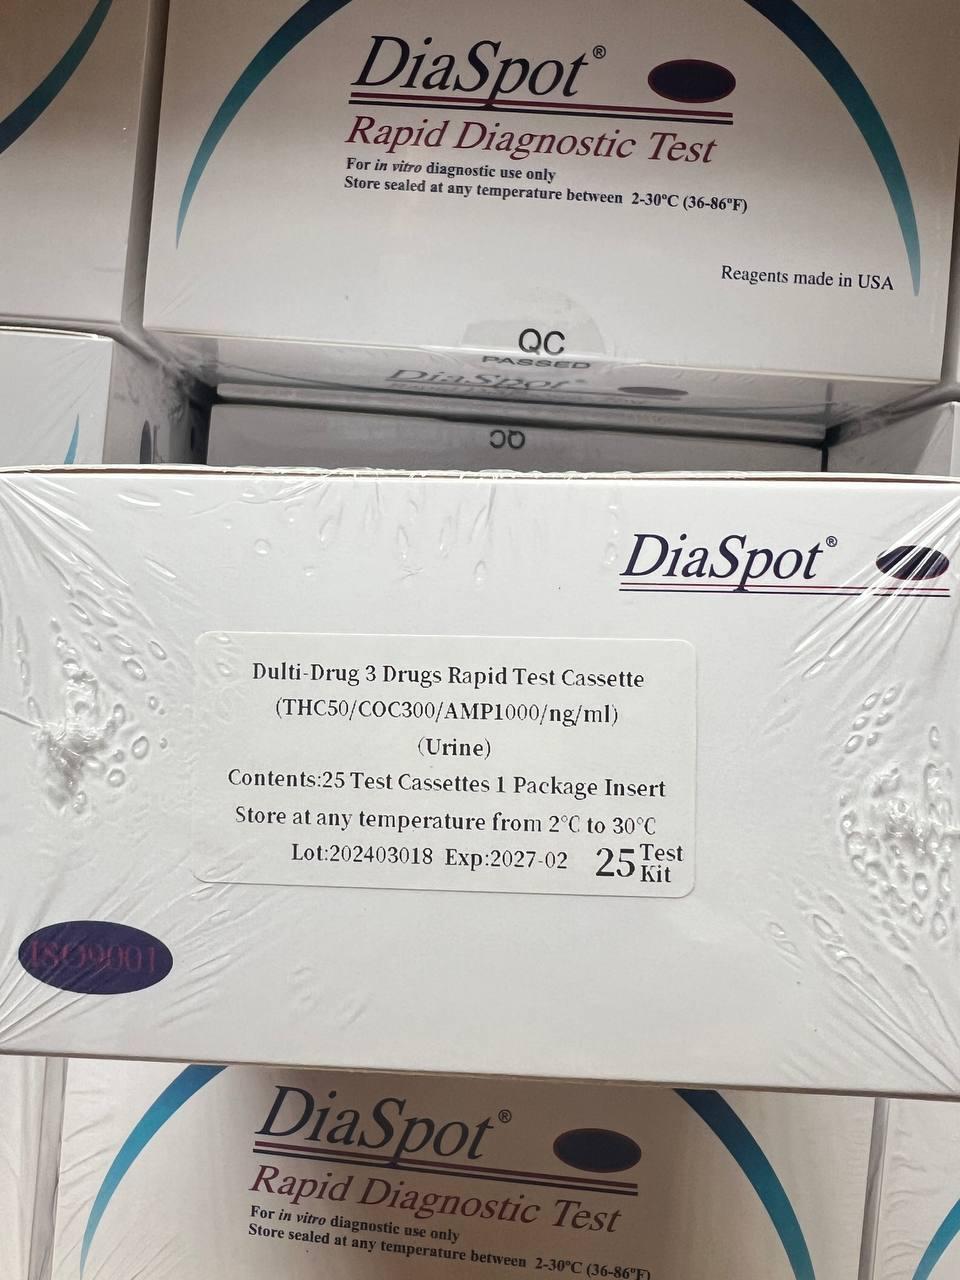 DiaSpot®
Rapid Diagnostic Test
For in vitro diagnostic use only
Store sealed at any temperature between 2-30ºC (36-86ºF)
Reagents made in USA
QC
PASSED
DiaSpot®
QC
DiaSpot®
Dulti-Drug 3 Drugs Rapid Test Cassette
(THC50/COC300/AMP1000/ng/ml)
(Urine)
Contents:25 Test Cassettes 1 Package Insert
Store at any temperature from 2°C to 30°C
Lot:202403018 Exp:2027-02 25 Test Kit
ISO9001
DiaSpot®
Rapid Diagnostic Test
For in vitro diagnostic use only
Store sealed at any temperature between 2-30ºC (36-86ºF)